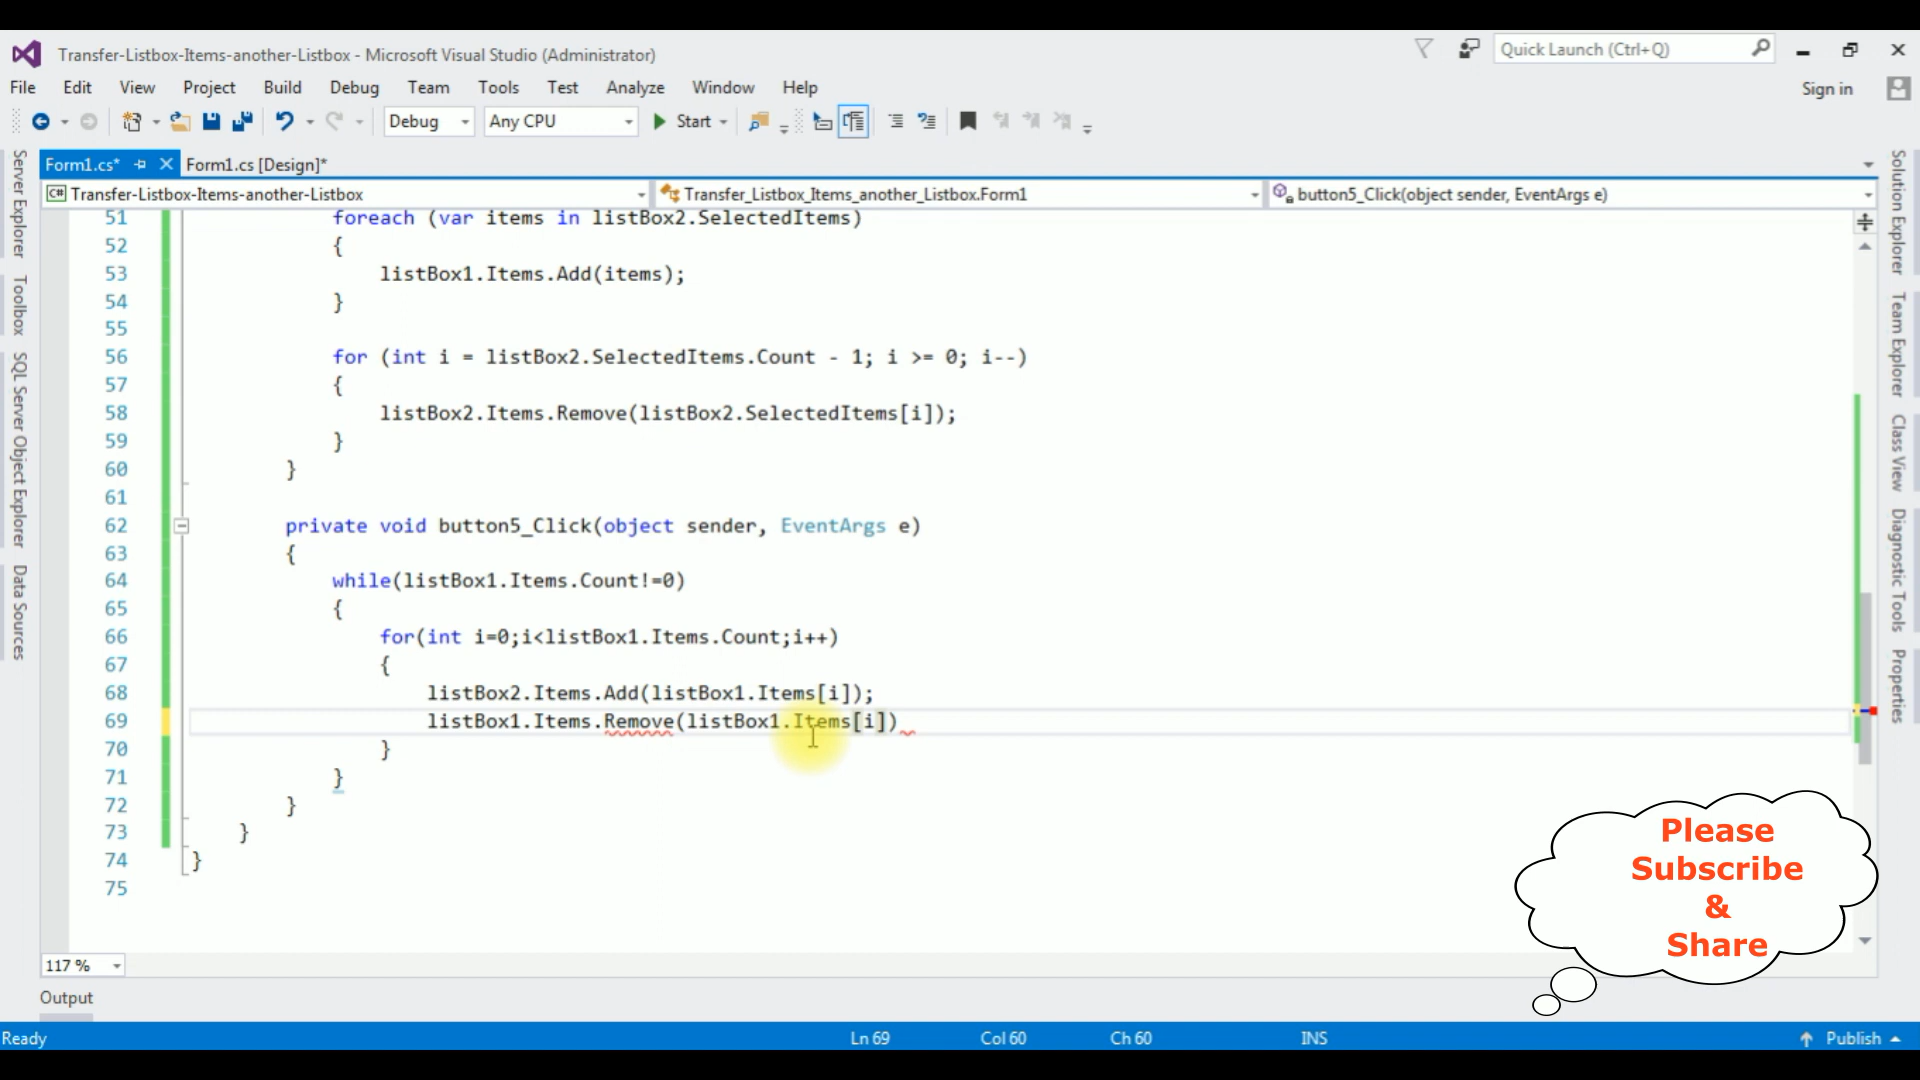 Transfer-Listbox-Items-another-Listbox - Microsoft Visual Studio (Administrator)
Quick Launch (Ctrl+Q)
File Edit View Project Build Debug Team Tools Test Analyze Window Help
Sign in
Debug Any CPU Start
Form1.cs* Form1.cs [Design]*
C# Transfer-Listbox-Items-another-Listbox Transfer_Listbox_Items_another_Listbox.Form1 button5_Click(object sender, EventArgs e)
Server Explorer
Toolbox
SQL Server Object Explorer
Data Sources
51 foreach (var items in listBox2.SelectedItems)
52 {
53 listBox1.Items.Add(items);
54 }
55
56 for (int i = listBox2.SelectedItems.Count - 1; i >= 0; i--)
57 {
58 listBox2.Items.Remove(listBox2.SelectedItems[i]);
59 }
60 }
61
62 private void button5_Click(object sender, EventArgs e)
63 {
64 while(listBox1.Items.Count!=0)
65 {
66 for(int i=0;i<listBox1.Items.Count;i++)
67 {
68 listBox2.Items.Add(listBox1.Items[i]);
69 listBox1.Items.Remove(listBox1.Items[i])
70 }
71 }
72 }
73 }
74 }
75
Solution Explorer
Team Explorer
Class View
Diagnostic Tools
Properties
Please
Subscribe
&
Share
117 %
Output
Ready Ln 69 Col 60 Ch 60 INS Publish